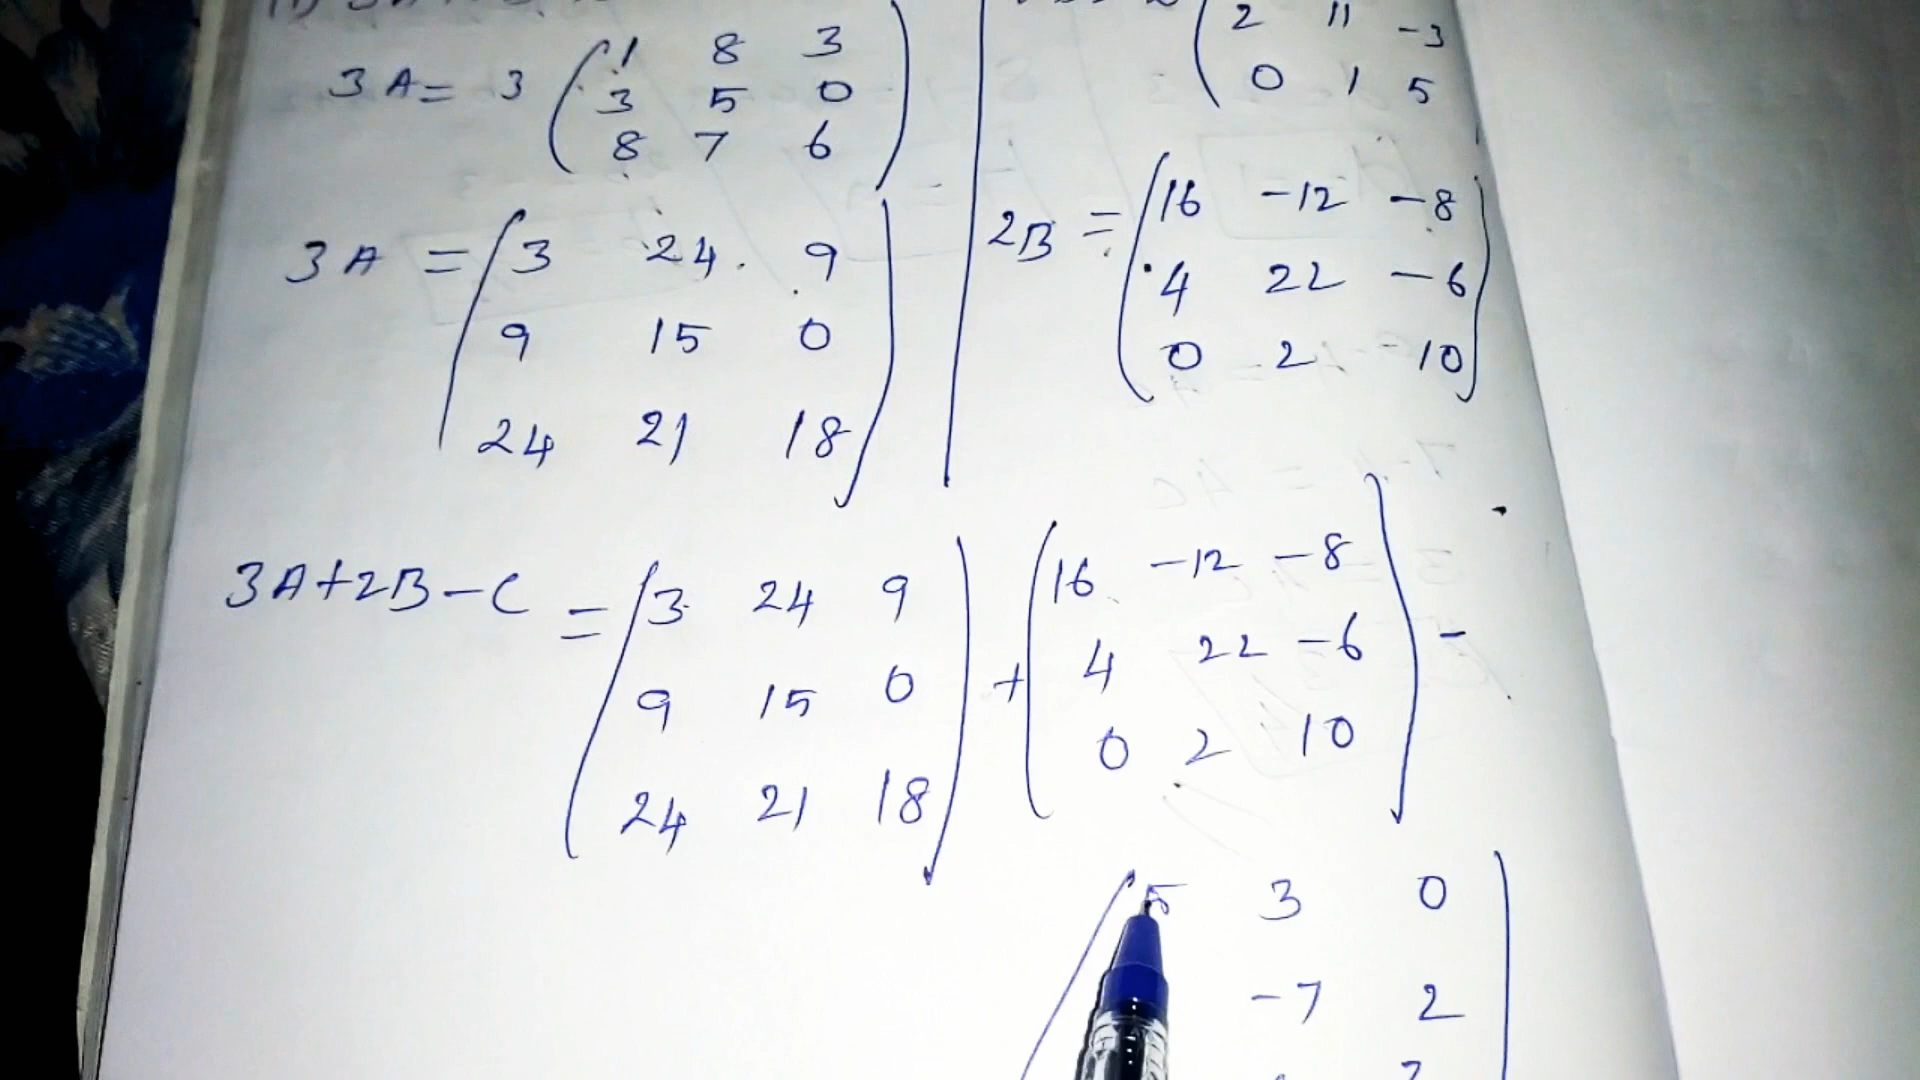 3A = 3 ( 1 8 3
3 5 0
8 7 6 )
3A = ( 3 24 9
9 15 0
24 21 18 )
2 11 -3
0 1 5
2B = ( 16 -12 -8
4 22 -6
0 2 10 )
3A+2B-C = ( 3 24 9
9 15 0
24 21 18 )
+ ( 16 -12 -8
4 22 -6
0 2 10 ) -
5 3 0
-7 2